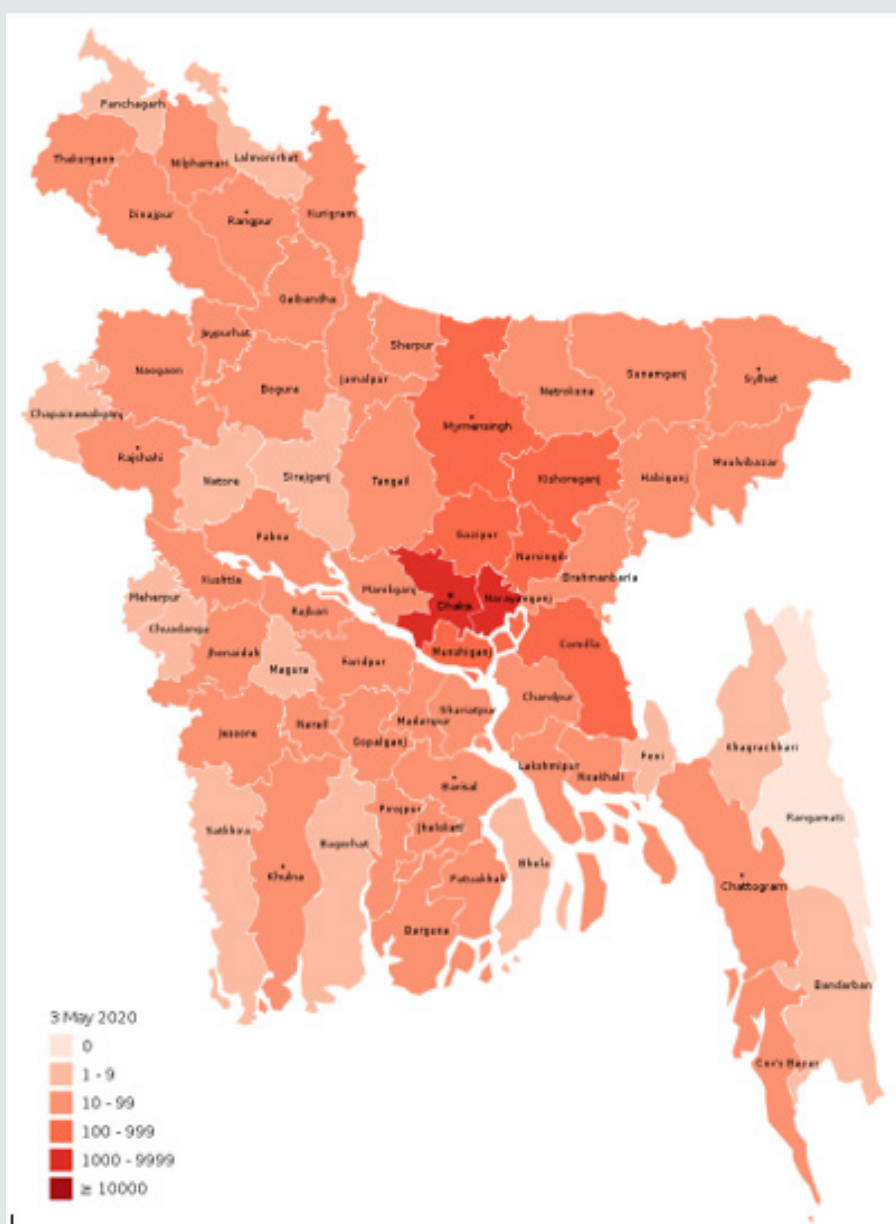 Panchagarh
Thakurgaon
Nilphamari
Lalmonirhat
Dinajpur
Rangpur
Kurigram
Gaibandha
Joypurhat
Sherpur
Naogaon
Bogura
Jamalpur
Netrokona
Sunamganj
Sylhet
Chapainawabganj
Mymensingh
Rajshahi
Natore
Sirajganj
Tangail
Kishoreganj
Habiganj
Maulvibazar
Pabna
Gazipur
Narsingdi
Brahmanbaria
Kushtia
Manikganj
Dhaka
Narayanganj
Meherpur
Rajbari
Chuadanga
Jhenaidah
Magura
Faridpur
Munshiganj
Comilla
Chandpur
Shariatpur
Madaripur
Jessore
Narail
Gopalganj
Lakshmipur
Noakhali
Feni
Khagrachhari
Barisal
Pirojpur
Jhalokati
Rangamati
Satkhira
Bagerhat
Khulna
Patuakhali
Bhola
Chattogram
Barguna
Bandarban
Cox's Bazar
3 May 2020
0
1 - 9
10 - 99
100 - 999
1000 - 9999
≥ 10000